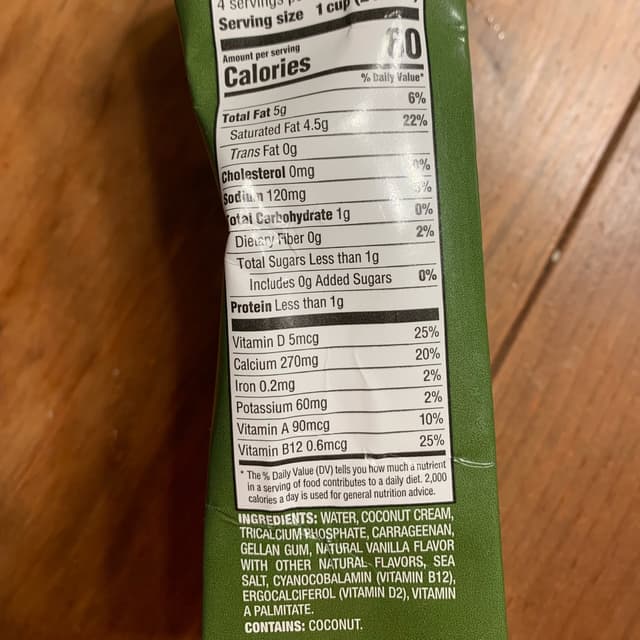 4 servings
Serving size 1 cup
Amount per serving
Calories 60
% Daily Value*
Total Fat 5g 6%
Saturated Fat 4.5g 22%
Trans Fat 0g
Cholesterol 0mg 0%
Sodium 120mg 5%
Total Carbohydrate 1g 0%
Dietary Fiber 0g 2%
Total Sugars Less than 1g
Includes 0g Added Sugars 0%
Protein Less than 1g
Vitamin D 5mcg 25%
Calcium 270mg 20%
Iron 0.2mg 2%
Potassium 60mg 2%
Vitamin A 90mcg 10%
Vitamin B12 0.6mcg 25%
* The % Daily Value (DV) tells you how much a nutrient
in a serving of food contributes to a daily diet. 2,000
calories a day is used for general nutrition advice.
INGREDIENTS: WATER, COCONUT CREAM,
TRICALCIUM PHOSPHATE, CARRAGEENAN,
GELLAN GUM, NATURAL VANILLA FLAVOR
WITH OTHER NATURAL FLAVORS, SEA
SALT, CYANOCOBALAMIN (VITAMIN B12),
ERGOCALCIFEROL (VITAMIN D2), VITAMIN
A PALMITATE.
CONTAINS: COCONUT.